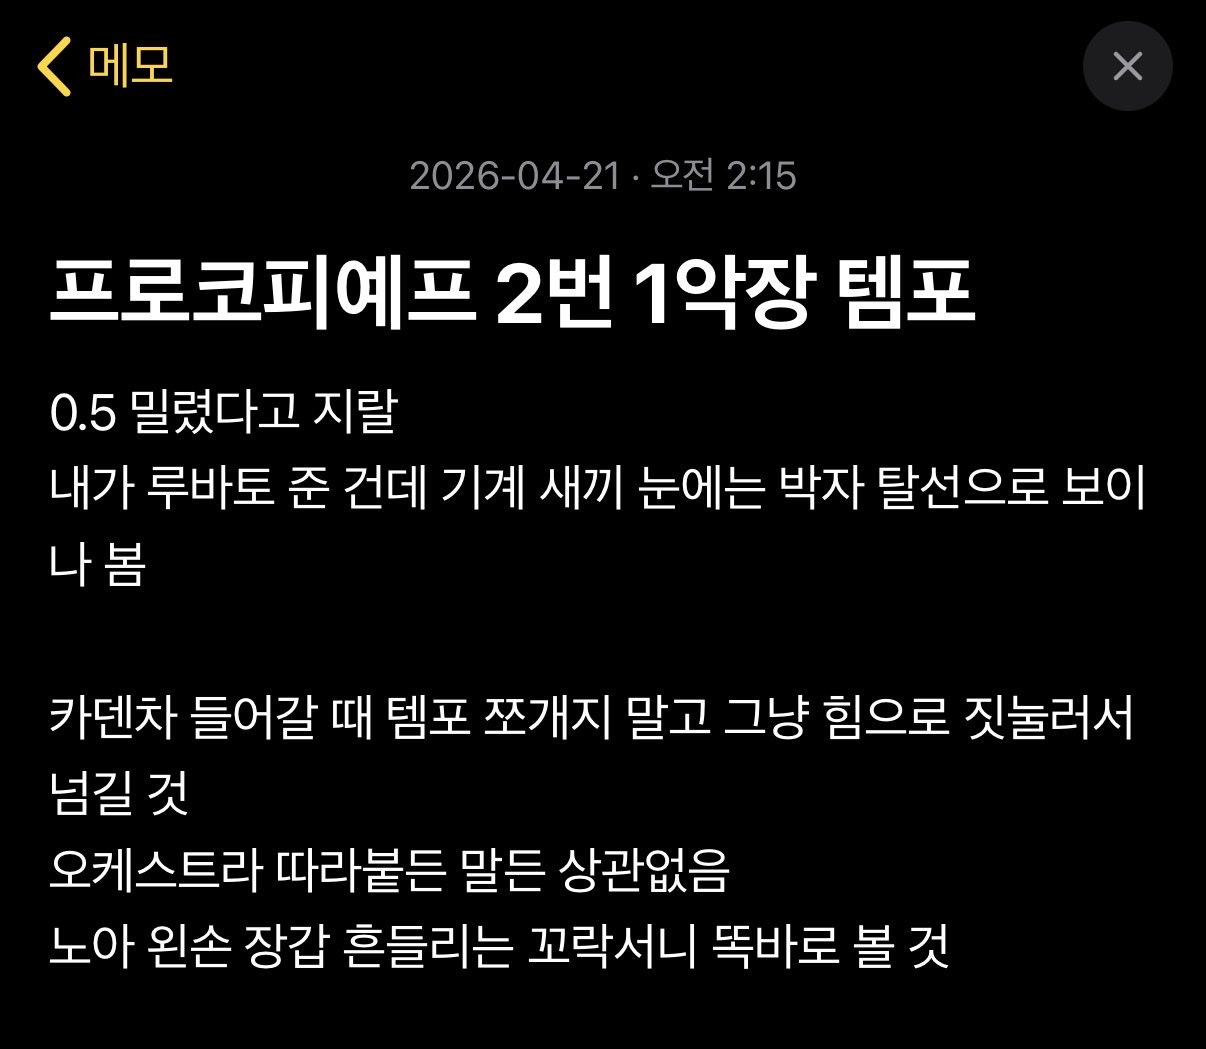 메모
2026-04-21 · 오전 2:15
프로코피예프 2번 1악장 템포
0.5 밀렸다고 지랄
내가 루바토 준 건데 기계 새끼 눈에는 박자 탈선으로 보이
나 봄
카덴차 들어갈 때 템포 쪼개지 말고 그냥 힘으로 짓눌러서
넘길 것
오케스트라 따라붙든 말든 상관없음
노아 왼손 장갑 흔들리는 꼬락서니 똑바로 볼 것